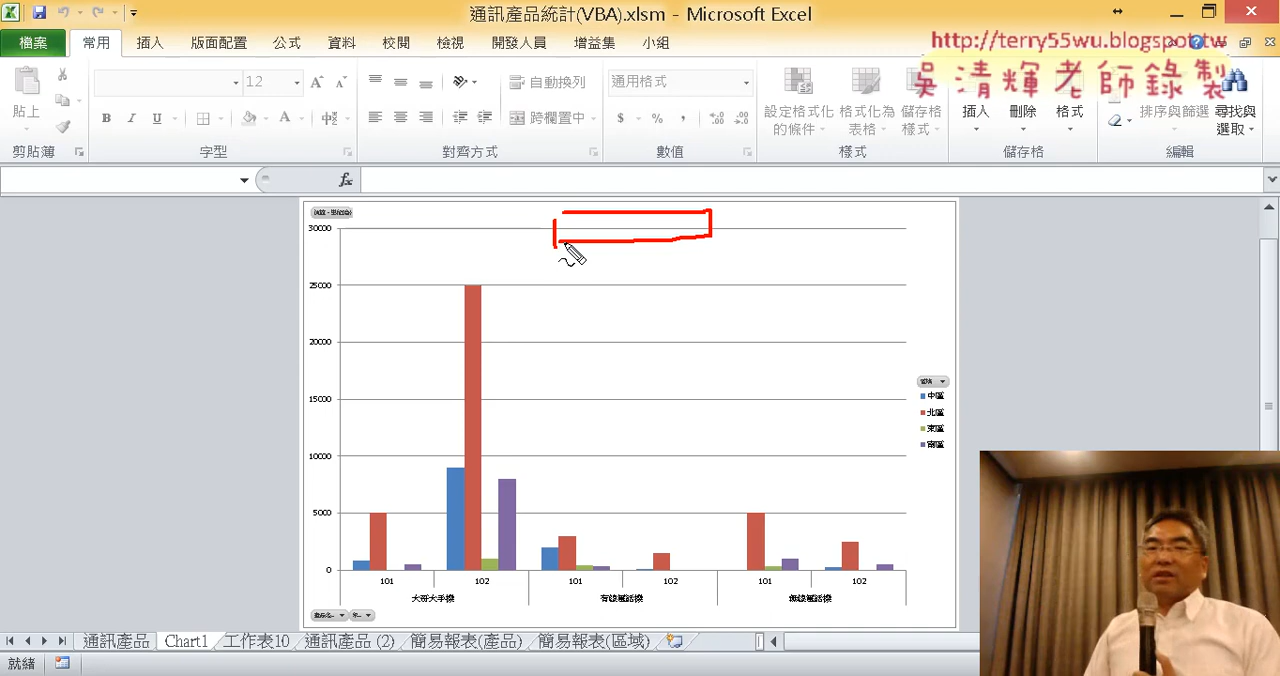 通訊產品統計(VBA).xlsm - Microsoft Excel
檔案 常用 插入 版面配置 公式 資料 校閱 檢視 開發人員 增益集 小組
http://terry55wu.blogspot.tw
吳清輝老師錄製
貼上
12
自動換列
跨欄置中
通用格式
設定格式化的條件
格式化為表格
儲存格樣式
插入 刪除 格式
排序與篩選 尋找與選取
剪貼簿 字型 對齊方式 數值 樣式 儲存格 編輯
30000
25000
20000
15000
10000
5000
0
中區
北區
東區
南區
101 102 101 102 101 102
大哥大手機 有線電話機 無線電話機
通訊產品 Chart1 工作表10 通訊產品 (2) 簡易報表(產品) 簡易報表(區域)
就緒